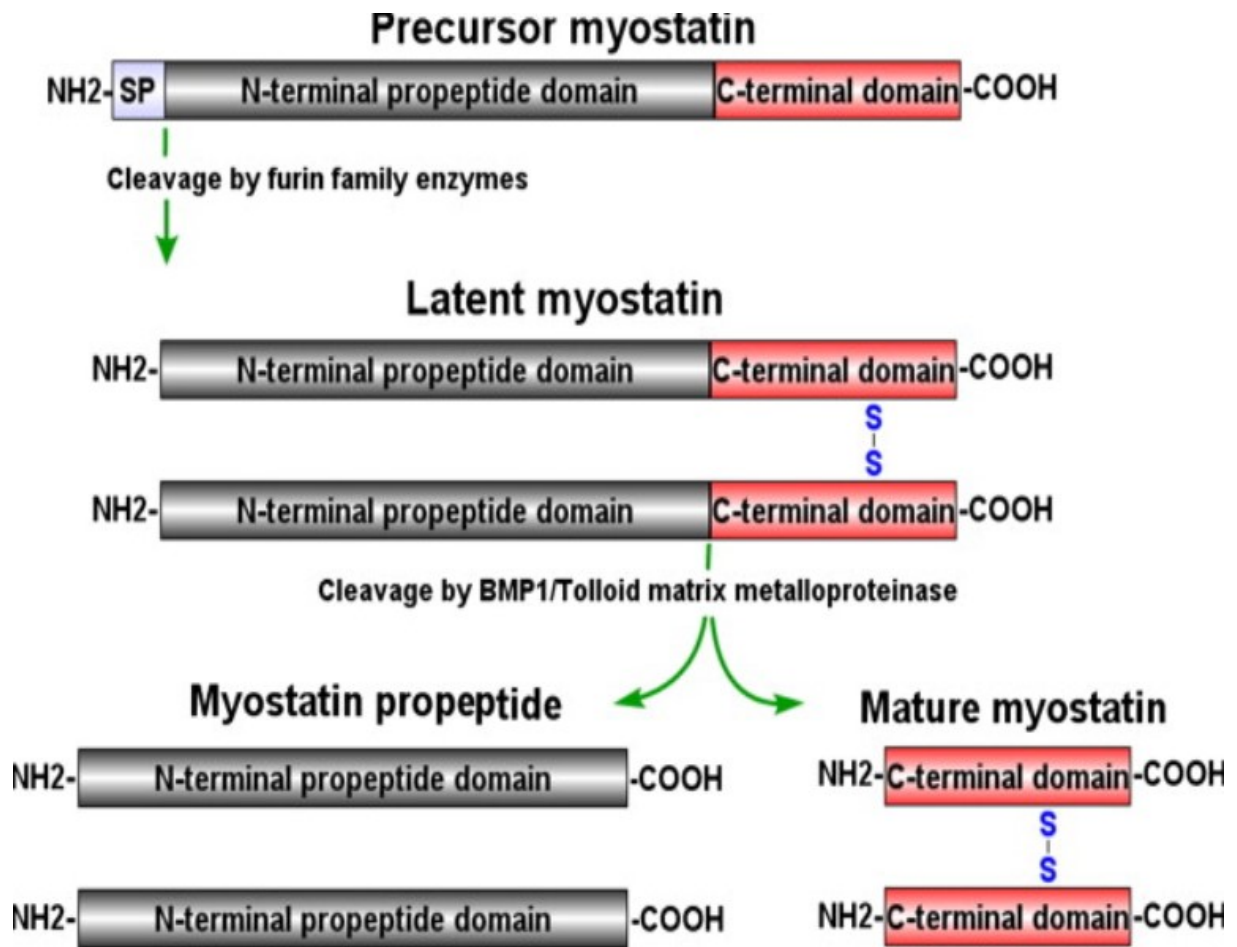 Precursor myostatin
NH2- SP N-terminal propeptide domain C-terminal domain -COOH
Cleavage by furin family enzymes
Latent myostatin
NH2- N-terminal propeptide domain C-terminal domain -COOH
S
S
NH2- N-terminal propeptide domain C-terminal domain -COOH
Cleavage by BMP1/Tolloid matrix metalloproteinase
Myostatin propeptide
NH2- N-terminal propeptide domain -COOH
NH2- N-terminal propeptide domain -COOH
Mature myostatin
NH2- C-terminal domain -COOH
S
S
NH2- C-terminal domain -COOH